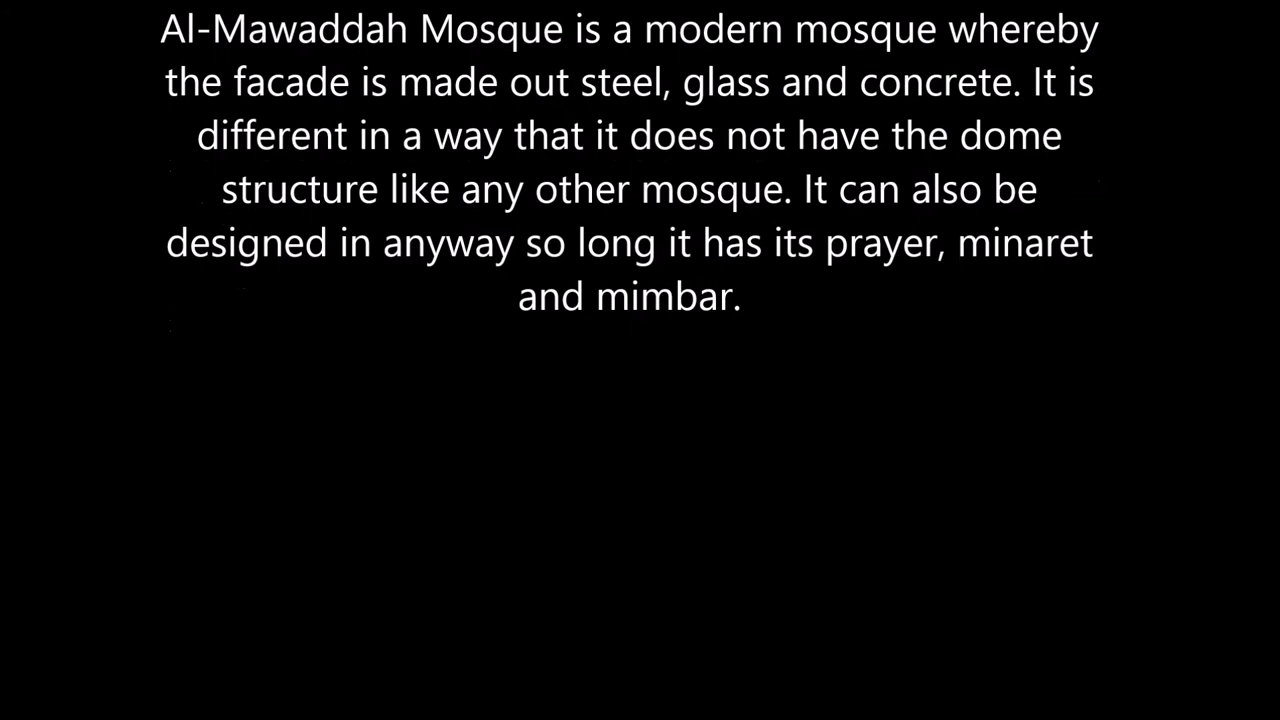 Al-Mawaddah Mosque is a modern mosque whereby
the facade is made out steel, glass and concrete. It is
different in a way that it does not have the dome
structure like any other mosque. It can also be
designed in anyway so long it has its prayer, minaret
and mimbar.